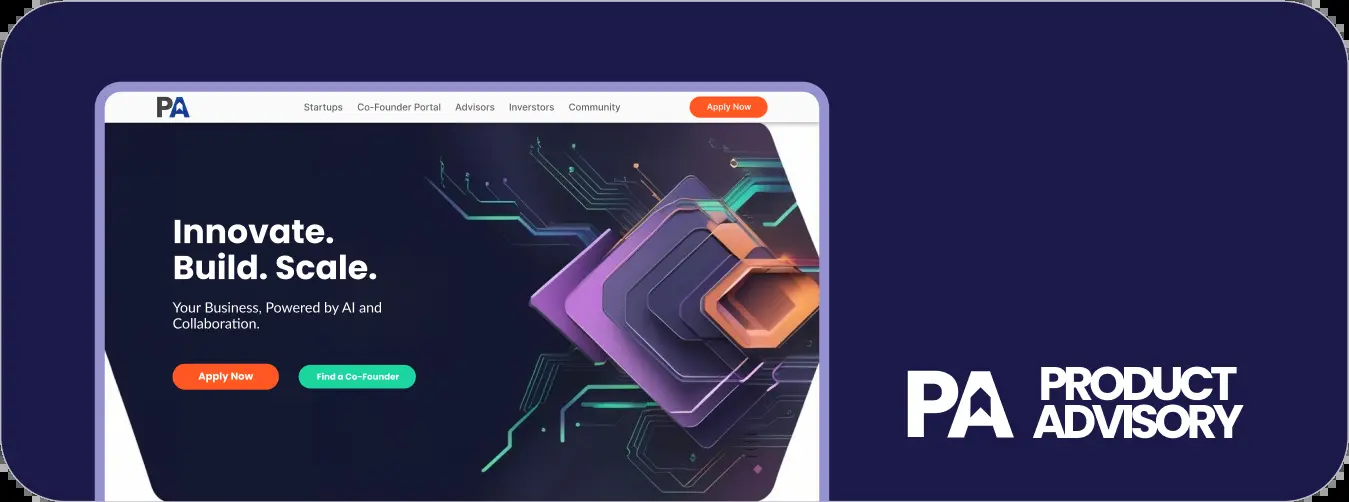 PA
Startups Co-Founder Portal Advisors Inverstors Community Apply Now
Innovate.
Build. Scale.
Your Business, Powered by AI and
Collaboration.
Apply Now Find a Co-Founder
PA
PRODUCT
ADVISORY